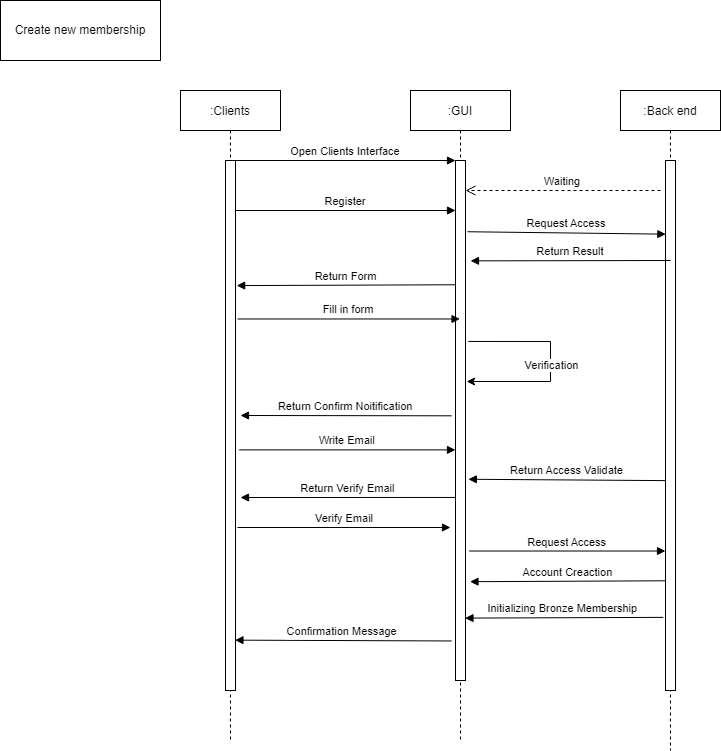 Create new membership
:Clients
:GUI
:Back end
Open Clients Interface
Waiting
Register
Request Access
Return Result
Return Form
Fill in form
Verification
Return Confirm Noitification
Write Email
Return Access Validate
Return Verify Email
Verify Email
Request Access
Account Creaction
Initializing Bronze Membership
Confirmation Message